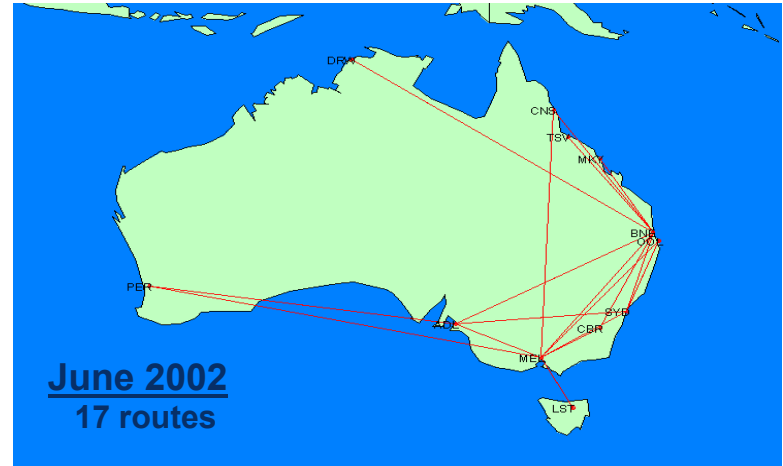 DRW
CNS
TSV
MKY
BNE
OOL
PER
SYD
ADL
CBR
MEL
June 2002
17 routes
LST